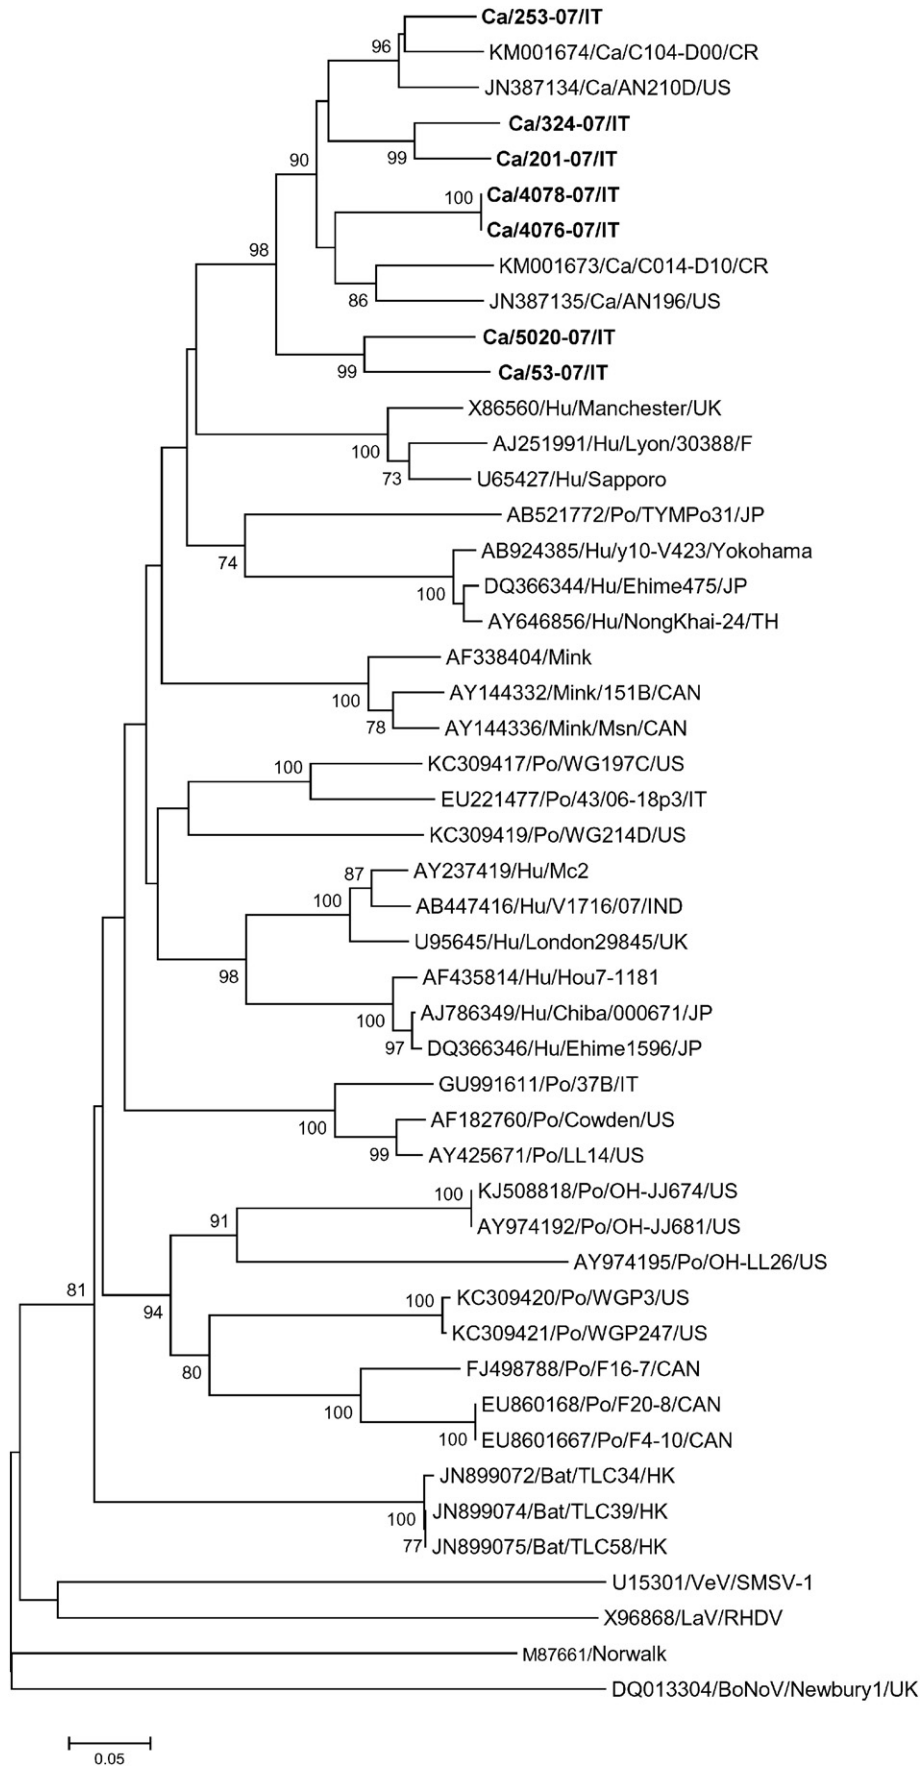 Ca/253-07/IT
96
KM001674/Ca/C104-D00/CR
JN387134/Ca/AN210D/US
Ca/324-07/IT
99
Ca/201-07/IT
90
100
Ca/4078-07/IT
Ca/4076-07/IT
98
KM001673/Ca/C014-D10/CR
86
JN387135/Ca/AN196/US
Ca/5020-07/IT
99
Ca/53-07/IT
X86560/Hu/Manchester/UK
100
AJ251991/Hu/Lyon/30388/F
73
U65427/Hu/Sapporo
AB521772/Po/TYMPo31/JP
74
AB924385/Hu/y10-V423/Yokohama
100
DQ366344/Hu/Ehime475/JP
AY646856/Hu/NongKhai-24/TH
AF338404/Mink
100
AY144332/Mink/151B/CAN
78
AY144336/Mink/Msn/CAN
100
KC309417/Po/WG197C/US
EU221477/Po/43/06-18p3/IT
KC309419/Po/WG214D/US
87
AY237419/Hu/Mc2
100
AB447416/Hu/V1716/07/IND
U95645/Hu/London29845/UK
98
AF435814/Hu/Hou7-1181
100
AJ786349/Hu/Chiba/000671/JP
97
DQ366346/Hu/Ehime1596/JP
GU991611/Po/37B/IT
100
AF182760/Po/Cowden/US
99
AY425671/Po/LL14/US
100
KJ508818/Po/OH-JJ674/US
91
AY974192/Po/OH-JJ681/US
AY974195/Po/OH-LL26/US
81
94
100
KC309420/Po/WGP3/US
KC309421/Po/WGP247/US
80
FJ498788/Po/F16-7/CAN
100
EU860168/Po/F20-8/CAN
100
EU8601667/Po/F4-10/CAN
JN899072/Bat/TLC34/HK
100
JN899074/Bat/TLC39/HK
77
JN899075/Bat/TLC58/HK
U15301/VeV/SMSV-1
X96868/LaV/RHDV
M87661/Norwalk
DQ013304/BoNoV/Newbury1/UK
0.05